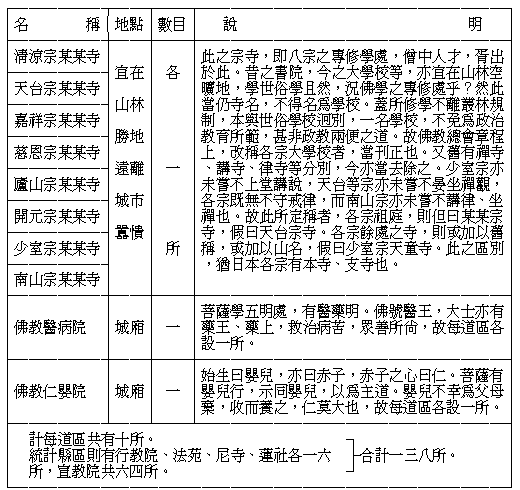 名 稱 地點 數目 說 明
清涼宗某某寺
天台宗某某寺
嘉祥宗某某寺
慈恩宗某某寺
廬山宗某某寺
開元宗某某寺
少室宗某某寺
南山宗某某寺
宜在
山林
勝地
遠離
城市
囂憒
各
一
所
此之宗寺，即八宗之專修學處，僧中人才，胥出
於此。昔之書院，今之大學校等，亦宜在山林空
曠地，學世俗學且然，況佛學之專修處乎？然此
當仍寺名，不得名爲學校。蓋所修學不離叢林規
制，本與世俗學校迥別，一名學校，不免爲政治
教育所範，甚非政教兩便之道。故佛教總會章程
上，改稱各宗大學校者，當刊正也。又舊有禪寺
、講寺、律寺等分別，今亦當去除之。少室宗亦
未嘗不上堂講說，天台等宗亦未嘗不晏坐禪觀，
各宗既無不守戒律，而南山宗亦未嘗不講律、坐
禪也。故此所定稱者，各宗祖庭，則但曰某某宗
寺，假曰天台宗寺。各宗餘處之寺，則或加以舊
稱，或加以山名，假曰少室宗天童寺。此之區別
，猶日本各宗有本寺、支寺也。
佛教醫病院 城廂 一
菩薩學五明處，有醫藥明。佛號醫王，大士亦有
藥王、藥上，救治病苦，眾善所尚，故每道區各
設一所。
佛教仁嬰院 城廂 一
始生曰嬰兒，亦曰赤子，赤子之心曰仁。菩薩有
嬰兒行，示同嬰兒，以爲主道。嬰兒不幸爲父母
棄，收而養之，仁莫大也，故每道區各設一所。
計每道區共有十所。
統計縣區則有行教院、法苑、尼寺、蓮社各一六
所，宣教院共六四所。
合計一三八所。